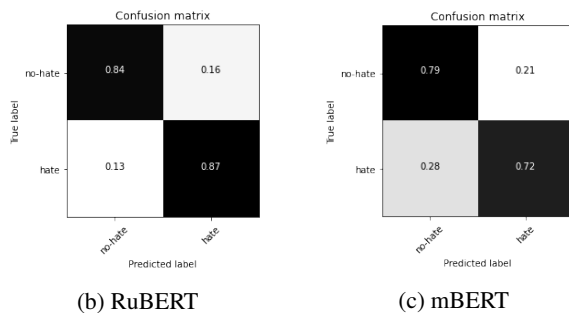 Confusion matrix
no-hate
0.84
0.16
True label
hate
0.13
0.87
no-hate
hate
Predicted label
(b) RuBERT
Confusion matrix
no-hate
0.79
0.21
True label
hate
0.28
0.72
no-hate
hate
Predicted label
(c) mBERT